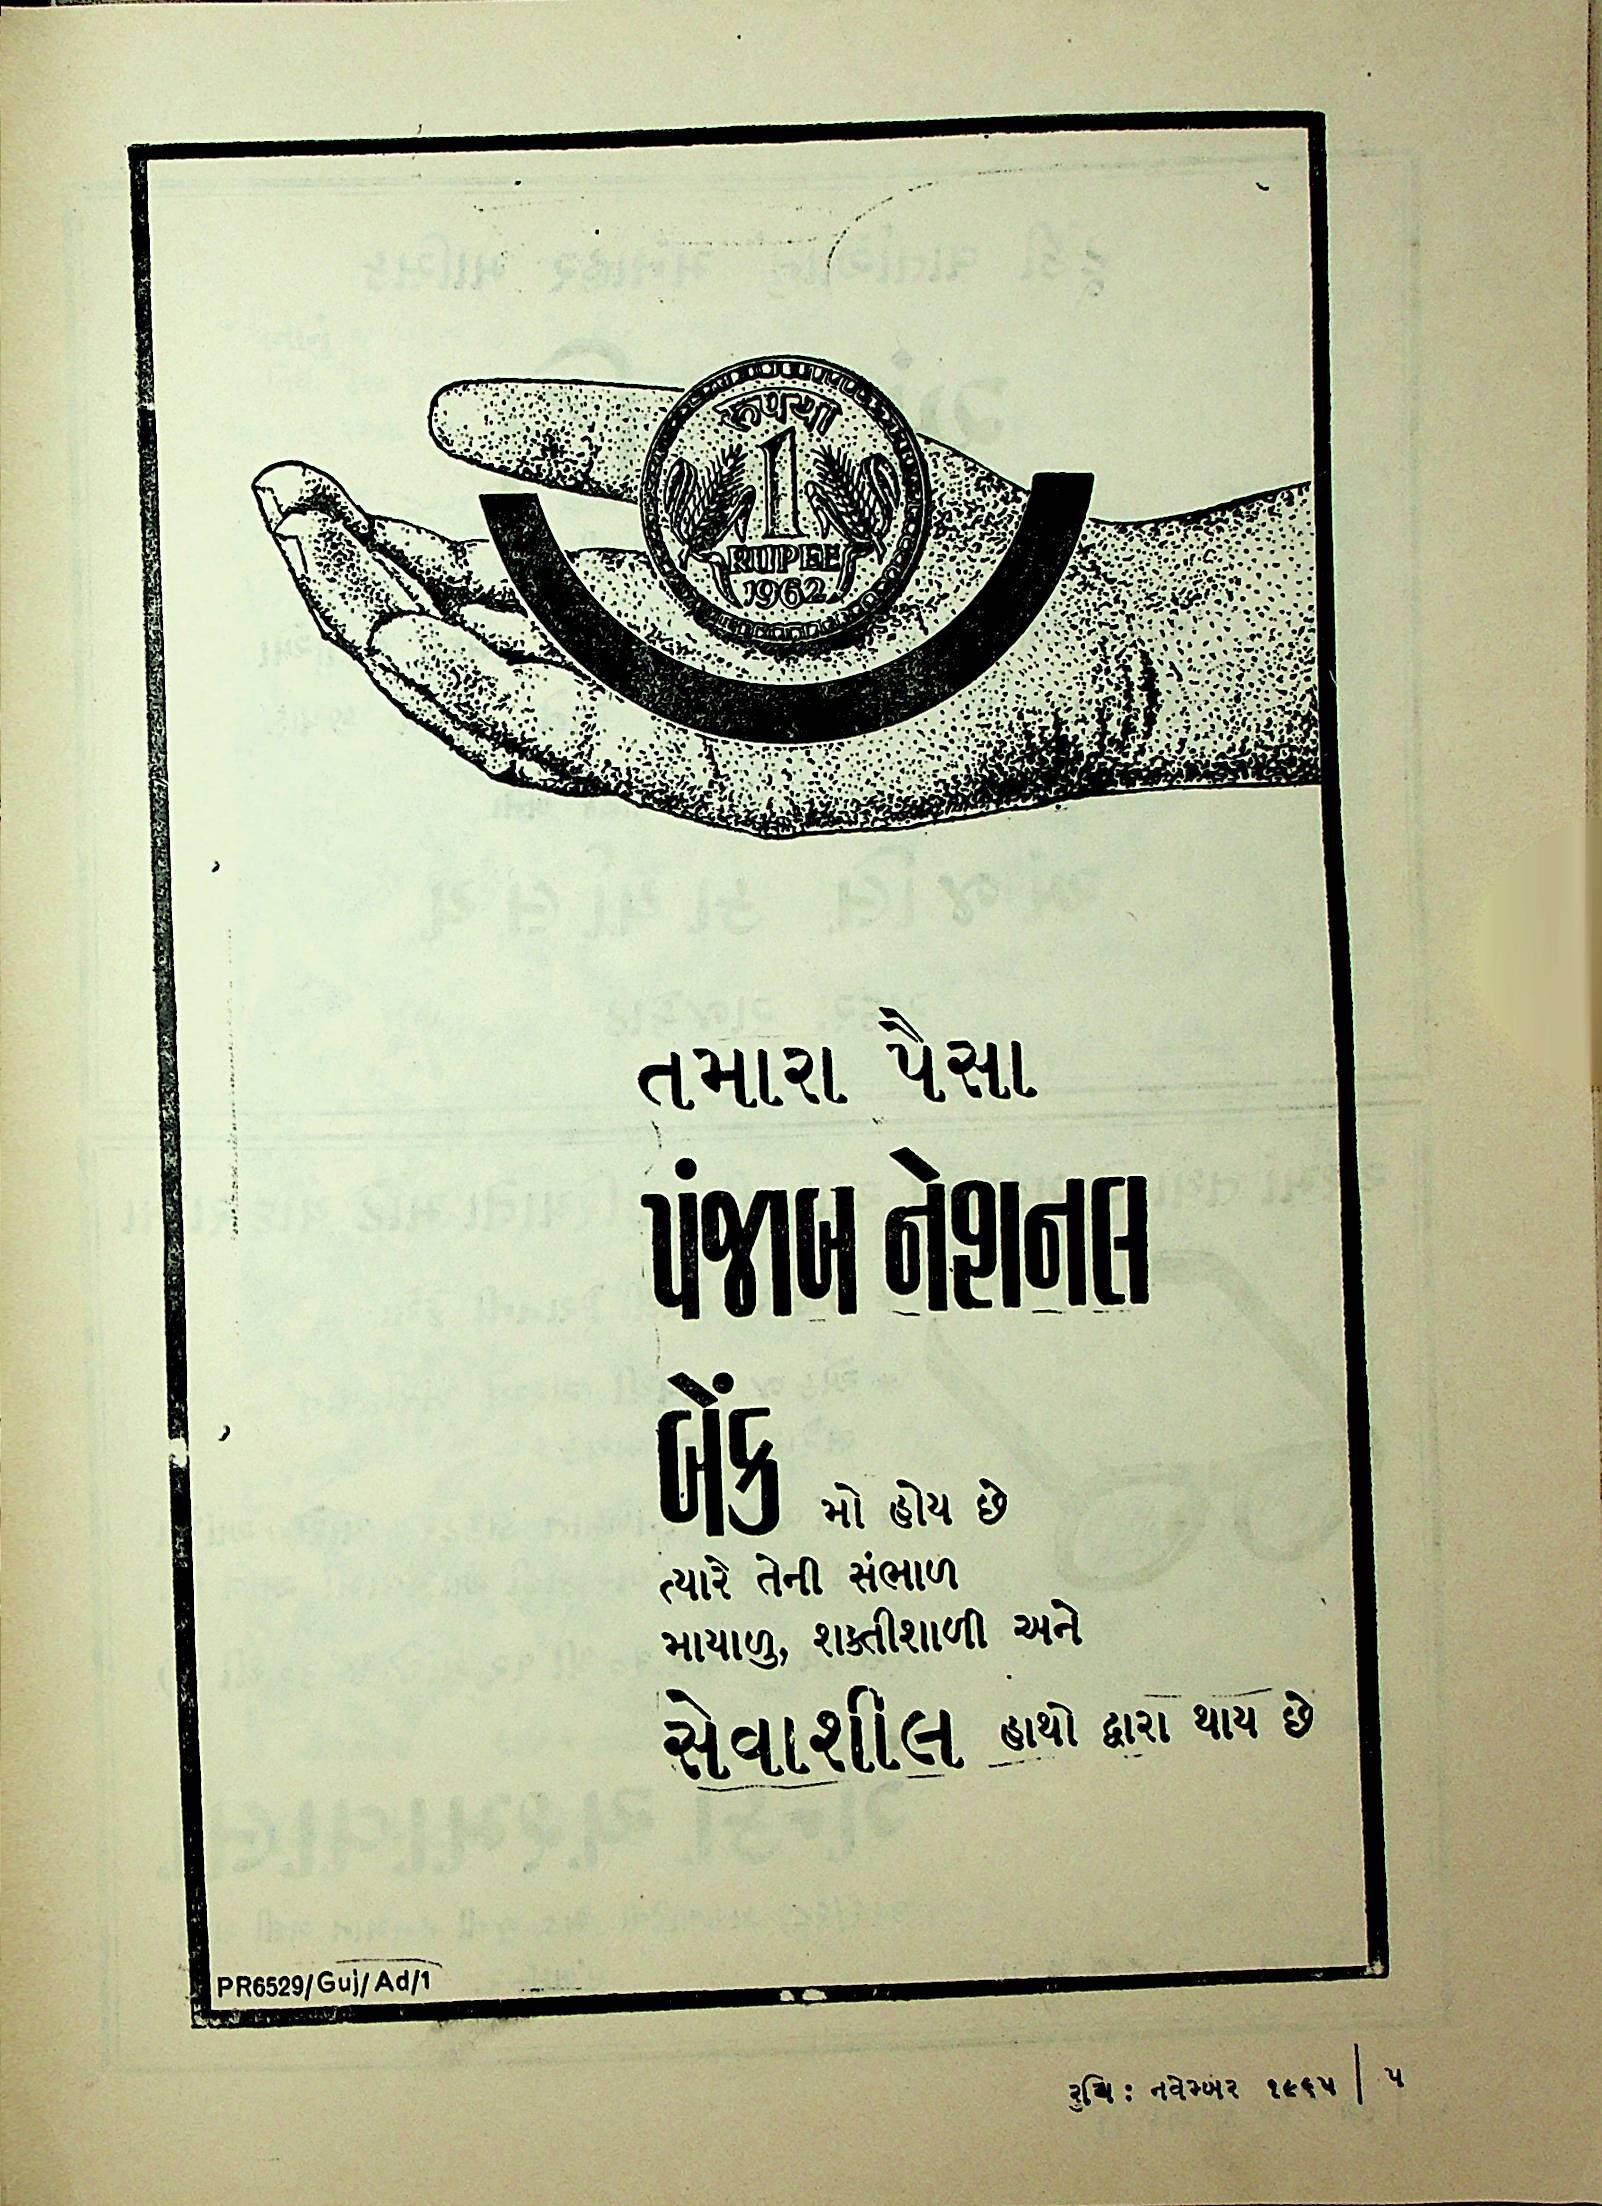 रुपया
1
RUPEE
1962
તમારા પૈસા
પંજાબ નેશનલ
બેંક માં હોય છે
ત્યારે તેની સંભાળ
માયાળુ, શક્તીશાળી અને
સેવાશીલ હાથો દ્વારા થાય છે
PR6529/Guj/Ad/1
રુચિ : નવેમ્બર ૧૯૬૫ / ૫